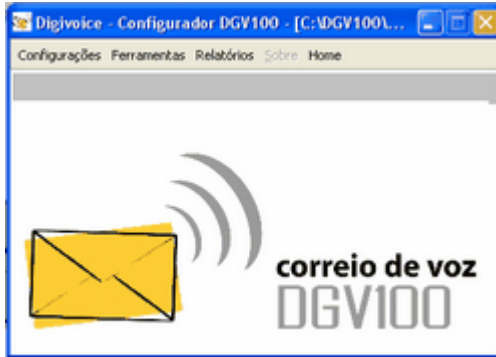 Digivoice - Configurador DGV100 - [C:\DGV100\...
Configurações Ferramentas Relatórios Sobre Home
correio de voz
DGV100